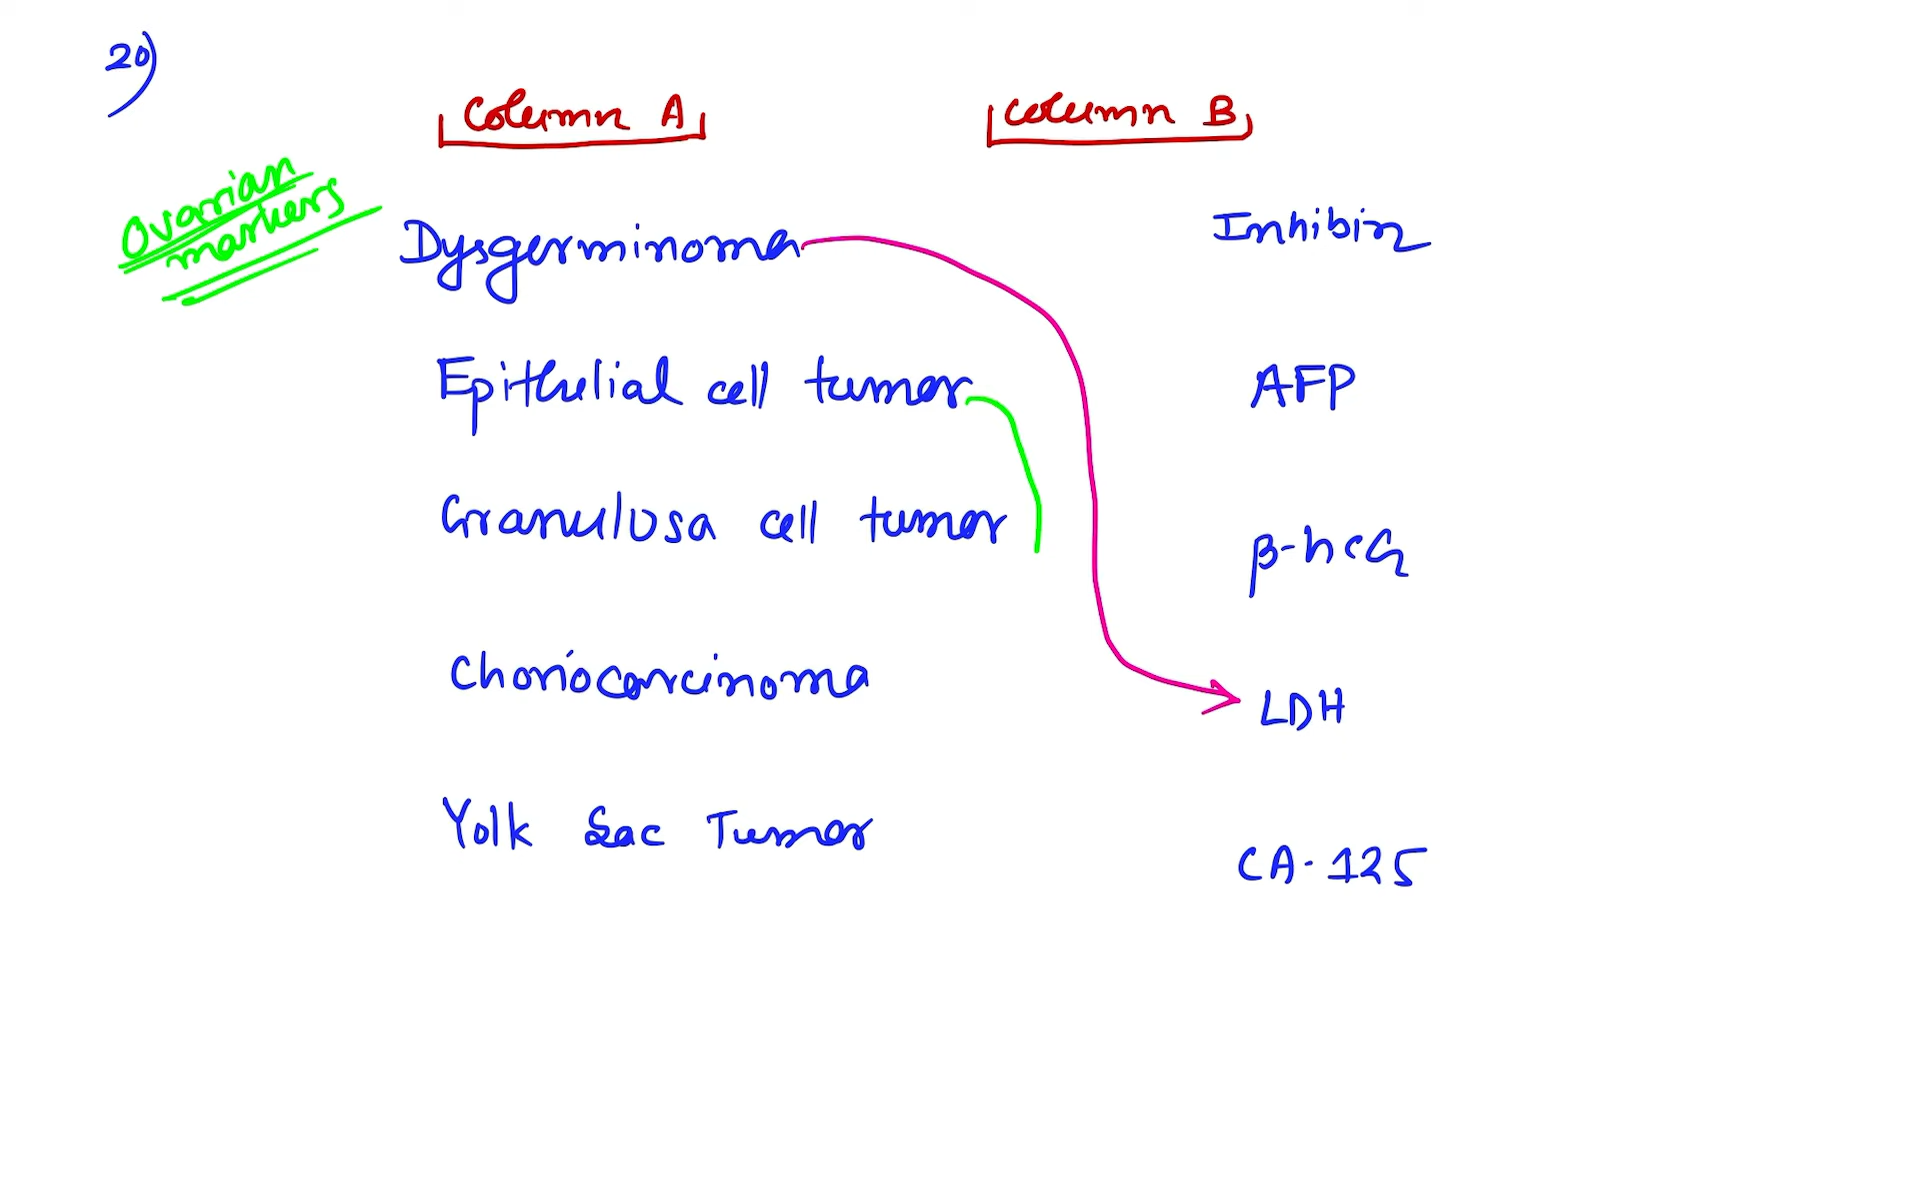 20)
Column A
Column B
Ovarian
markers
Dysgerminoma
Inhibin
Epithelial cell tumor
AFP
Granulosa cell tumor
β-hCG
Choriocarcinoma
LDH
Yolk Sac Tumor
CA-125